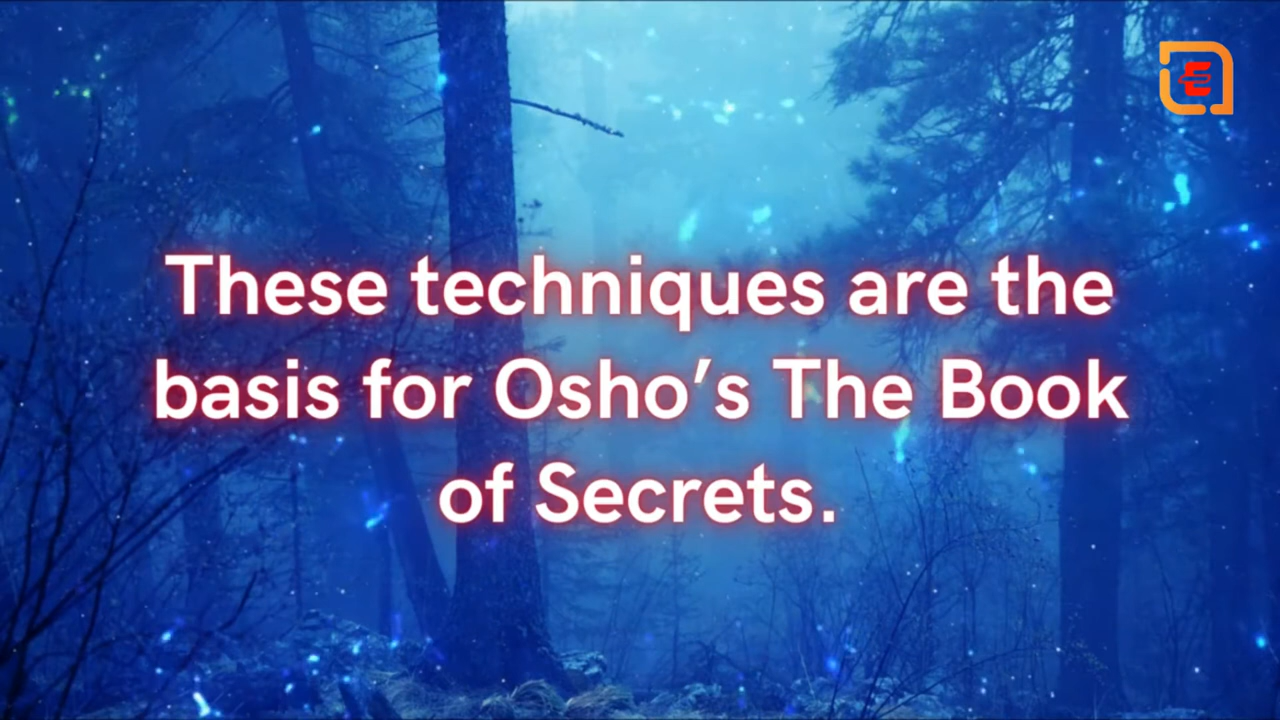 These techniques are the
basis for Osho’s The Book
of Secrets.